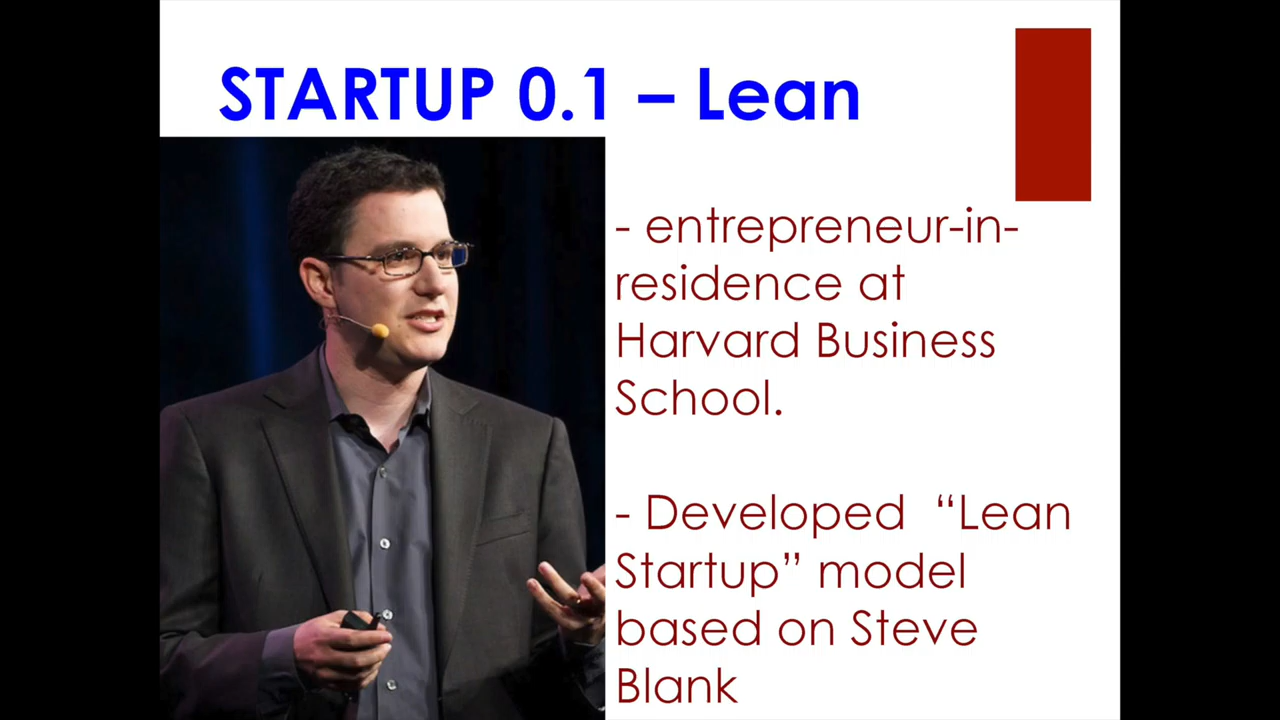 STARTUP 0.1 – Lean
- entrepreneur-in-
residence at
Harvard Business
School.
- Developed  “Lean
Startup” model
based on Steve
Blank